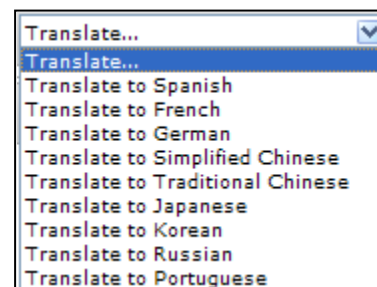 Translate...
Translate...
Translate to Spanish
Translate to French
Translate to German
Translate to Simplified Chinese
Translate to Traditional Chinese
Translate to Japanese
Translate to Korean
Translate to Russian
Translate to Portuguese